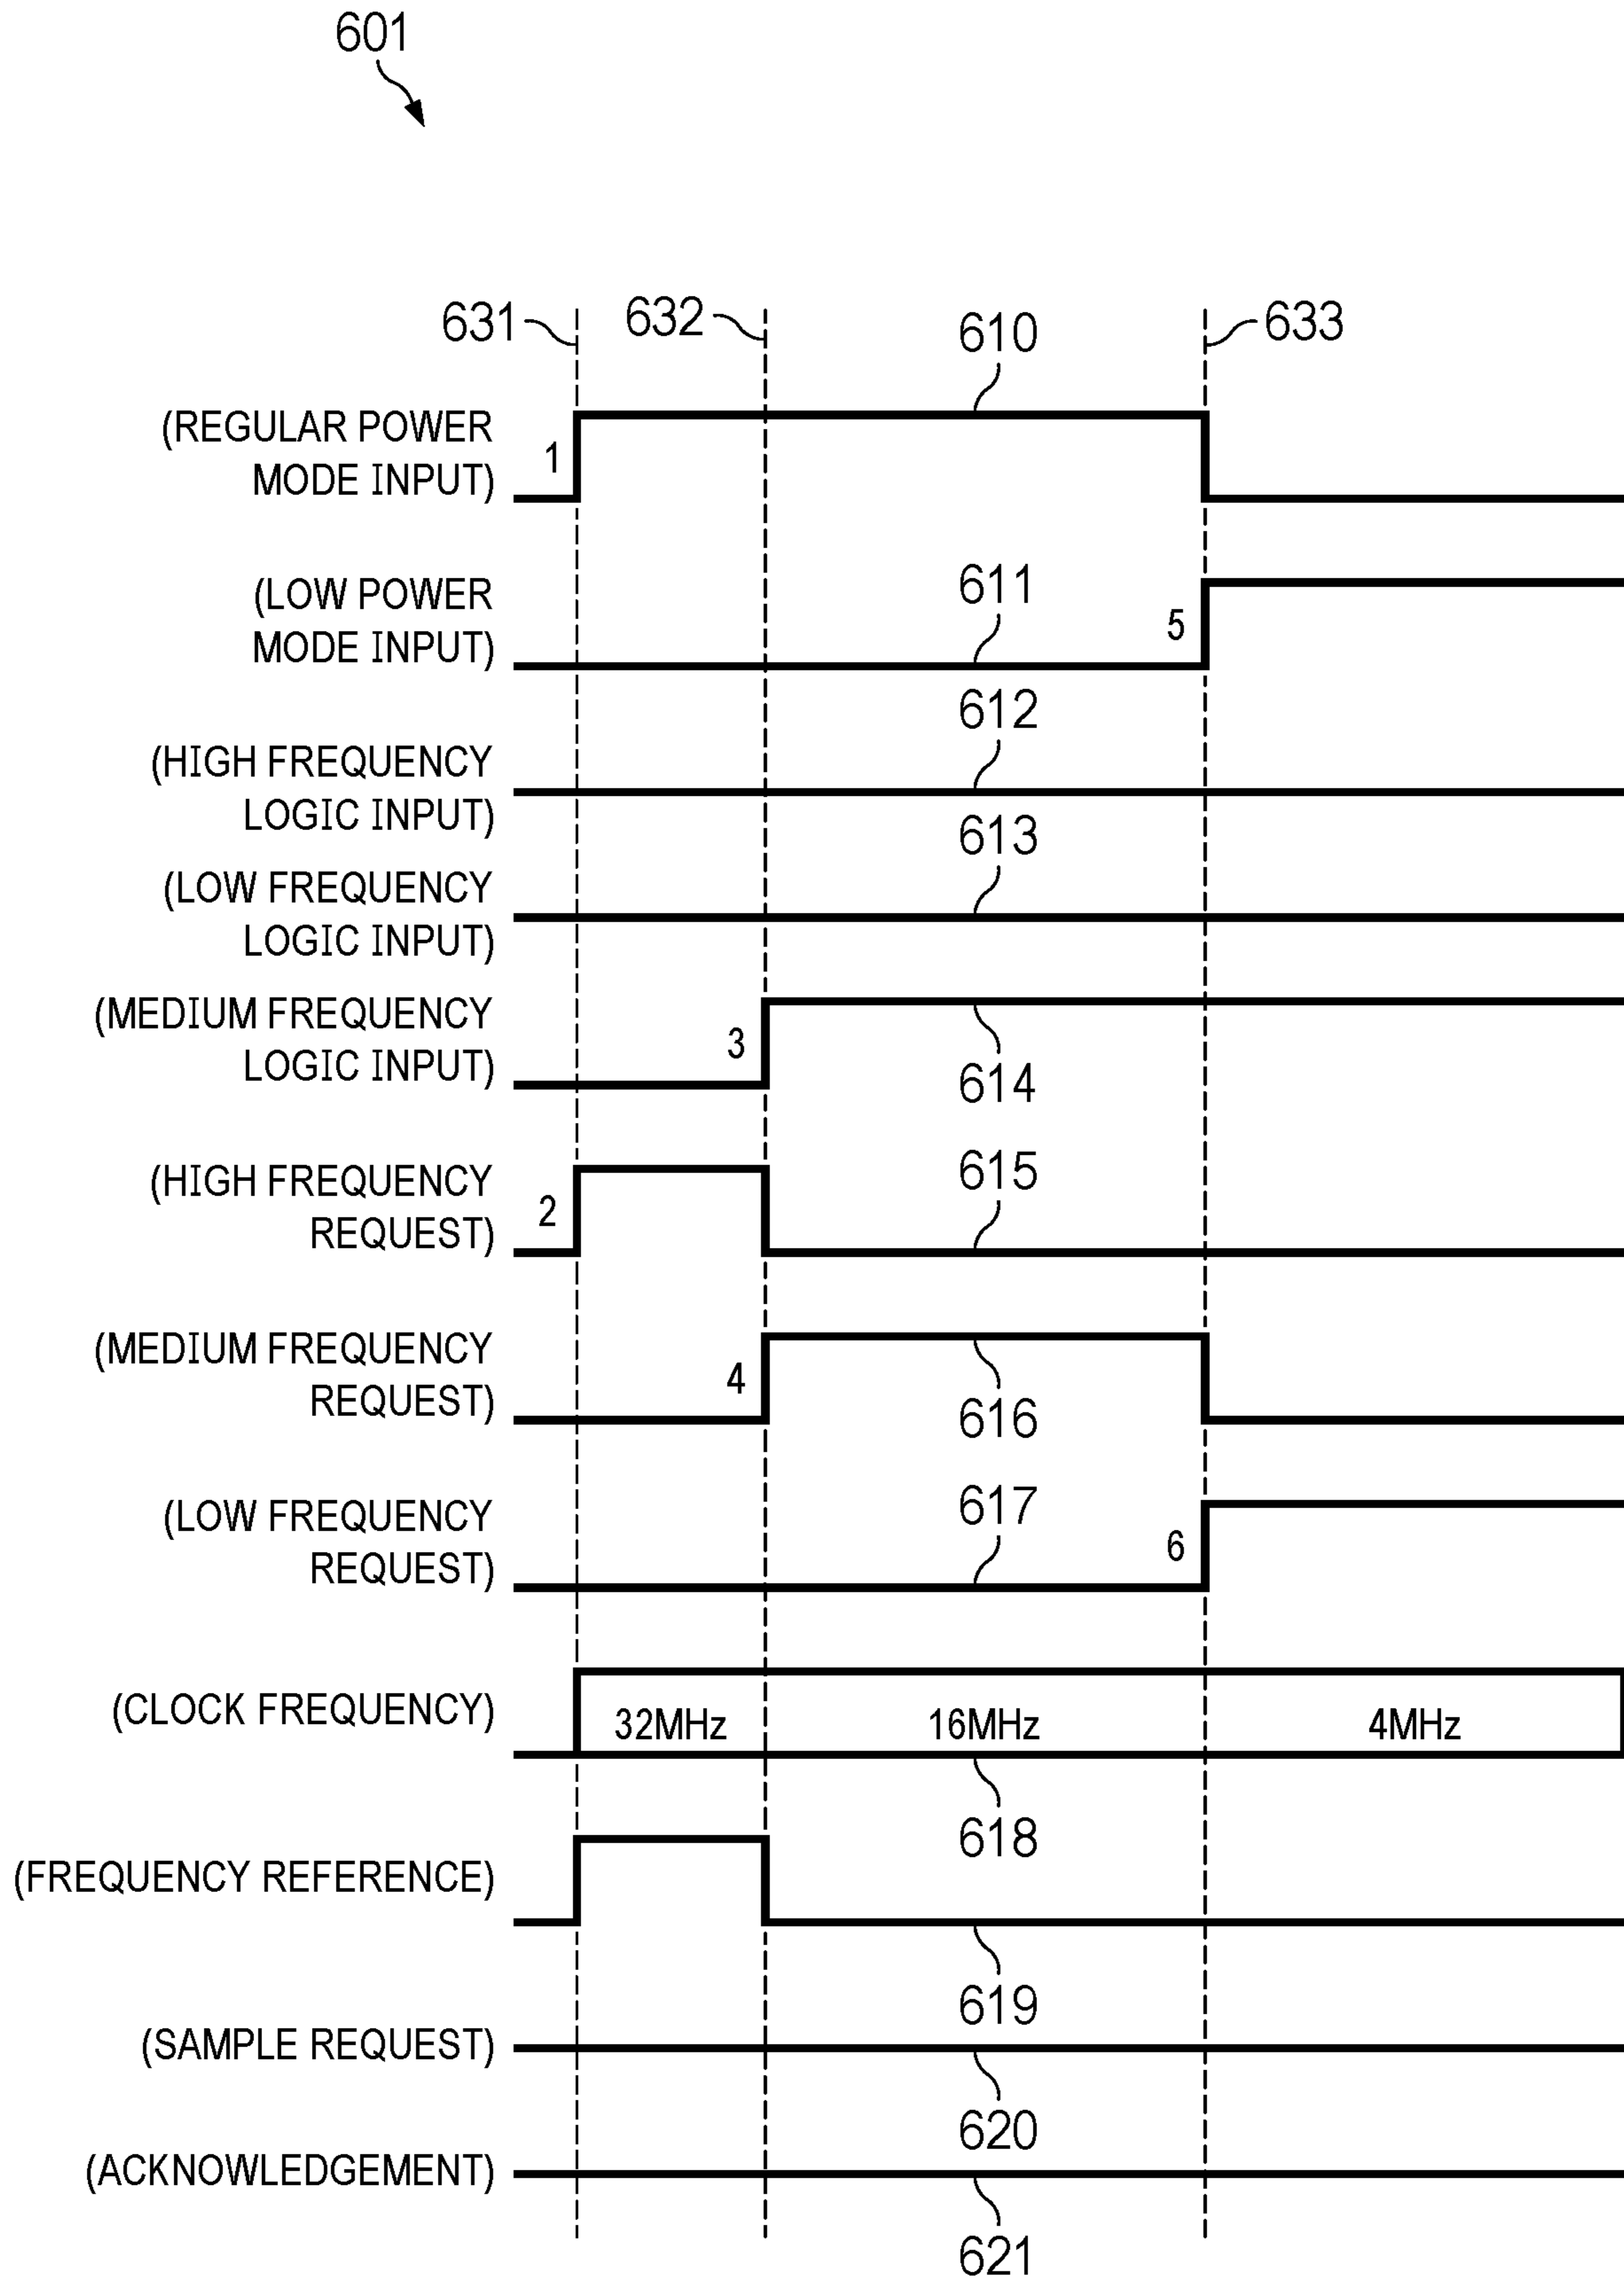 601
631
632
610
633
(REGULAR POWER
MODE INPUT)
1
(LOW POWER
MODE INPUT)
611
5
612
(HIGH FREQUENCY
LOGIC INPUT)
613
(LOW FREQUENCY
LOGIC INPUT)
(MEDIUM FREQUENCY
LOGIC INPUT)
3
614
(HIGH FREQUENCY
REQUEST)
2
615
(MEDIUM FREQUENCY
REQUEST)
4
616
(LOW FREQUENCY
REQUEST)
617
6
(CLOCK FREQUENCY)
32MHz
16MHz
4MHz
618
(FREQUENCY REFERENCE)
619
(SAMPLE REQUEST)
620
(ACKNOWLEDGEMENT)
621